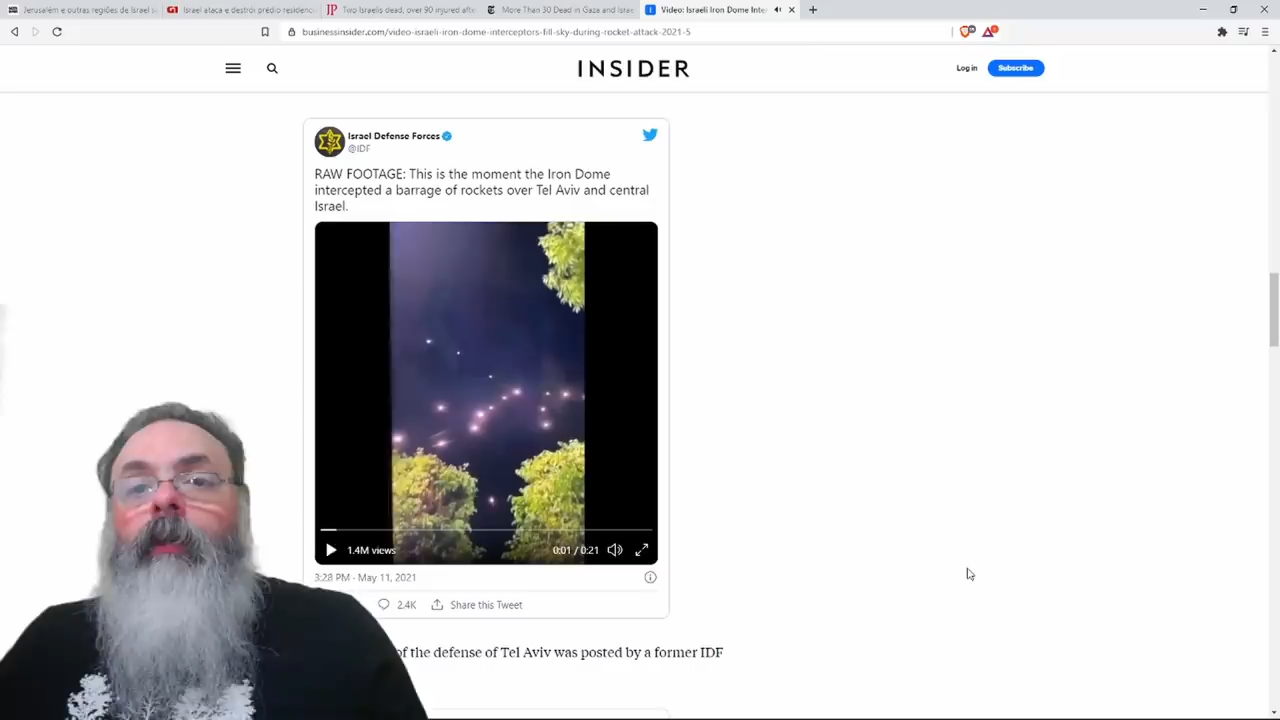 Jerusalém e outras regiões de Israel s
Israel ataca e destrói prédio residenc
Two Israelis dead, over 90 injured afte
More Than 30 Dead in Gaza and Israe
Video: Israeli Iron Dome Inter
businessinsider.com/video-israeli-iron-dome-interceptors-fill-sky-during-rocket-attack-2021-5
INSIDER
Log in
Subscribe
Israel Defense Forces
@IDF
RAW FOOTAGE: This is the moment the Iron Dome
intercepted a barrage of rockets over Tel Aviv and central
Israel.
1.4M views
0:01 / 0:21
3:28 PM · May 11, 2021
2.4K
Share this Tweet
of the defense of Tel Aviv was posted by a former IDF